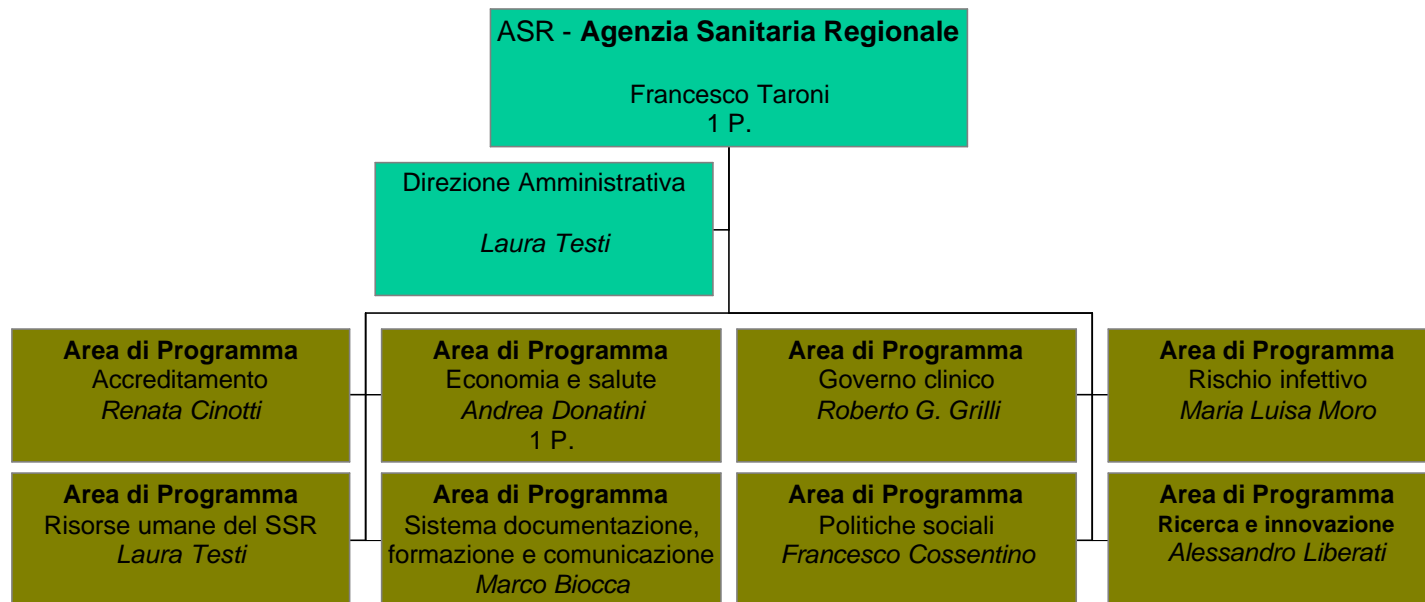 ASR - Agenzia Sanitaria Regionale
Francesco Taroni
1 P.
Direzione Amministrativa
Laura Testi
Area di Programma
Accreditamento
Renata Cinotti
Area di Programma
Economia e salute
Andrea Donatini
1 P.
Area di Programma
Governo clinico
Roberto G. Grilli
Area di Programma
Rischio infettivo
Maria Luisa Moro
Area di Programma
Risorse umane del SSR
Laura Testi
Area di Programma
Sistema documentazione,
formazione e comunicazione
Marco Biocca
Area di Programma
Politiche sociali
Francesco Cossentino
Area di Programma
Ricerca e innovazione
Alessandro Liberati